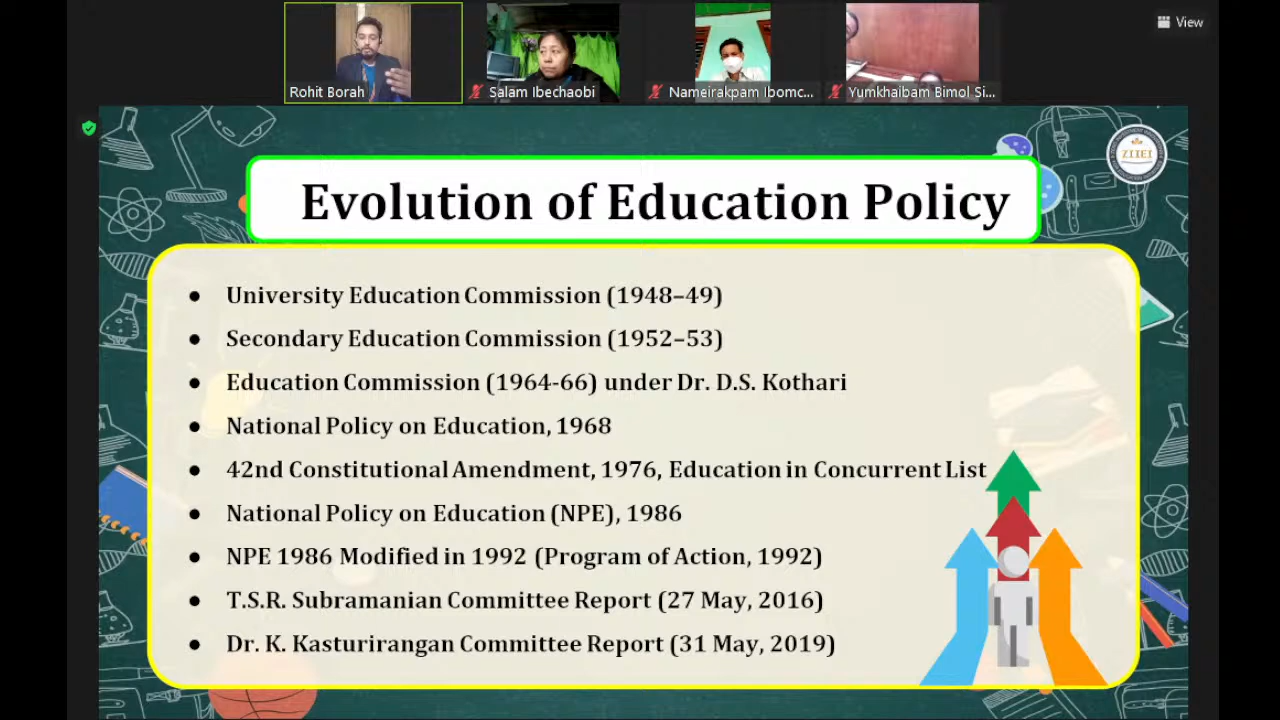 View
Rohit Borah
Salam Ibechaobi
Nameirakpam Ibomc...
Yumkhaibam Bimol Si...
ZIIEI
Evolution of Education Policy
● University Education Commission (1948–49)
● Secondary Education Commission (1952–53)
● Education Commission (1964-66) under Dr. D.S. Kothari
● National Policy on Education, 1968
● 42nd Constitutional Amendment, 1976, Education in Concurrent List
● National Policy on Education (NPE), 1986
● NPE 1986 Modified in 1992 (Program of Action, 1992)
● T.S.R. Subramanian Committee Report (27 May, 2016)
● Dr. K. Kasturirangan Committee Report (31 May, 2019)